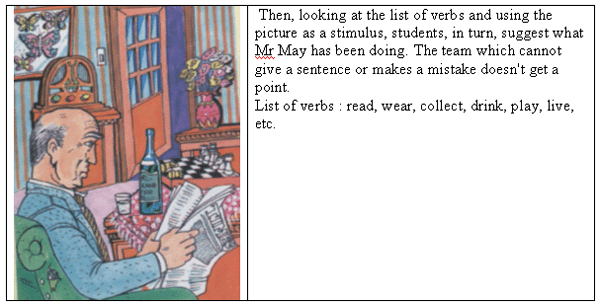 Then, looking at the list of verbs and using the
picture as a stimulus, students, in turn, suggest what
Mr May has been doing. The team which cannot
give a sentence or makes a mistake doesn't get a
point.
List of verbs : read, wear, collect, drink, play, live,
etc.